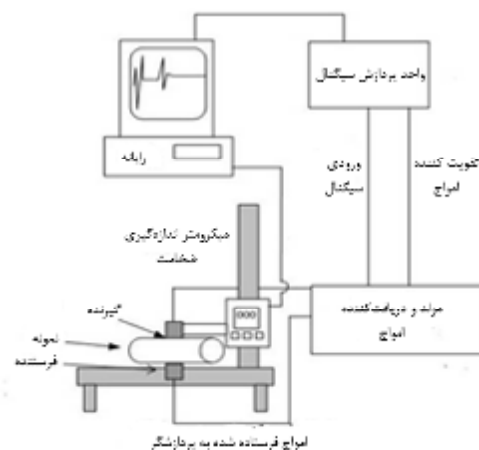 واحد پردازش سیگنال
رایانه
ورودی
سیگنال
تقویت کننده
امواج
میکرومتر اندازه‌گیری
ضخامت
گیرنده
نمونه
فرستنده
مولد و دریافت‌کننده
امواج
امواج فرستاده شده به پردازشگر